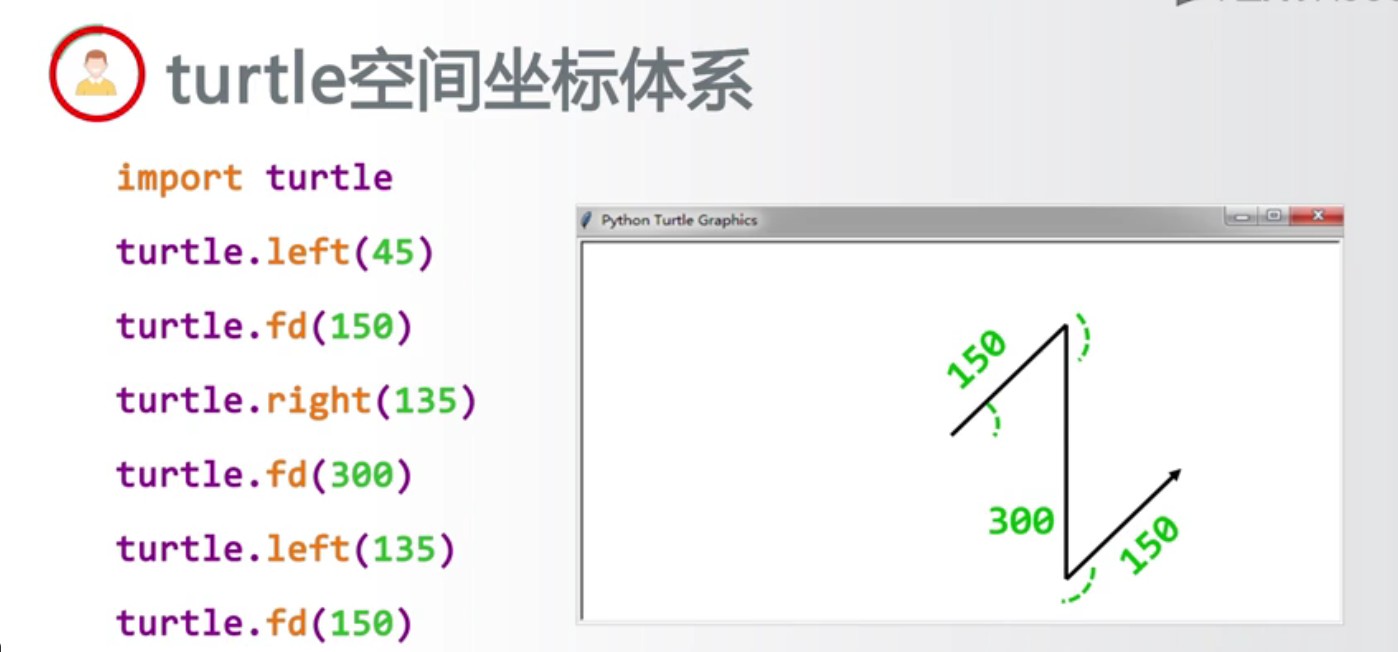 turtle空间坐标体系
import turtle
turtle.left(45)
turtle.fd(150)
turtle.right(135)
turtle.fd(300)
turtle.left(135)
turtle.fd(150)
Python Turtle Graphics
150
300
150